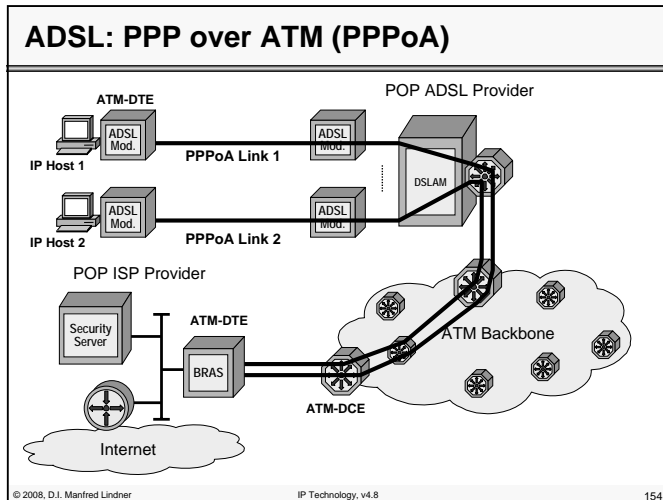 ADSL: PPP over ATM (PPPoA)
POP ADSL Provider
ATM-DTE
ADSL
Mod.
PPPoA Link 1
ADSL
Mod.
IP Host 1
DSLAM
ADSL
Mod.
PPPoA Link 2
ADSL
Mod.
IP Host 2
POP ISP Provider
Security
Server
ATM-DTE
BRAS
ATM Backbone
ATM-DCE
Internet
© 2008, D.I. Manfred Lindner
IP Technology, v4.8
154